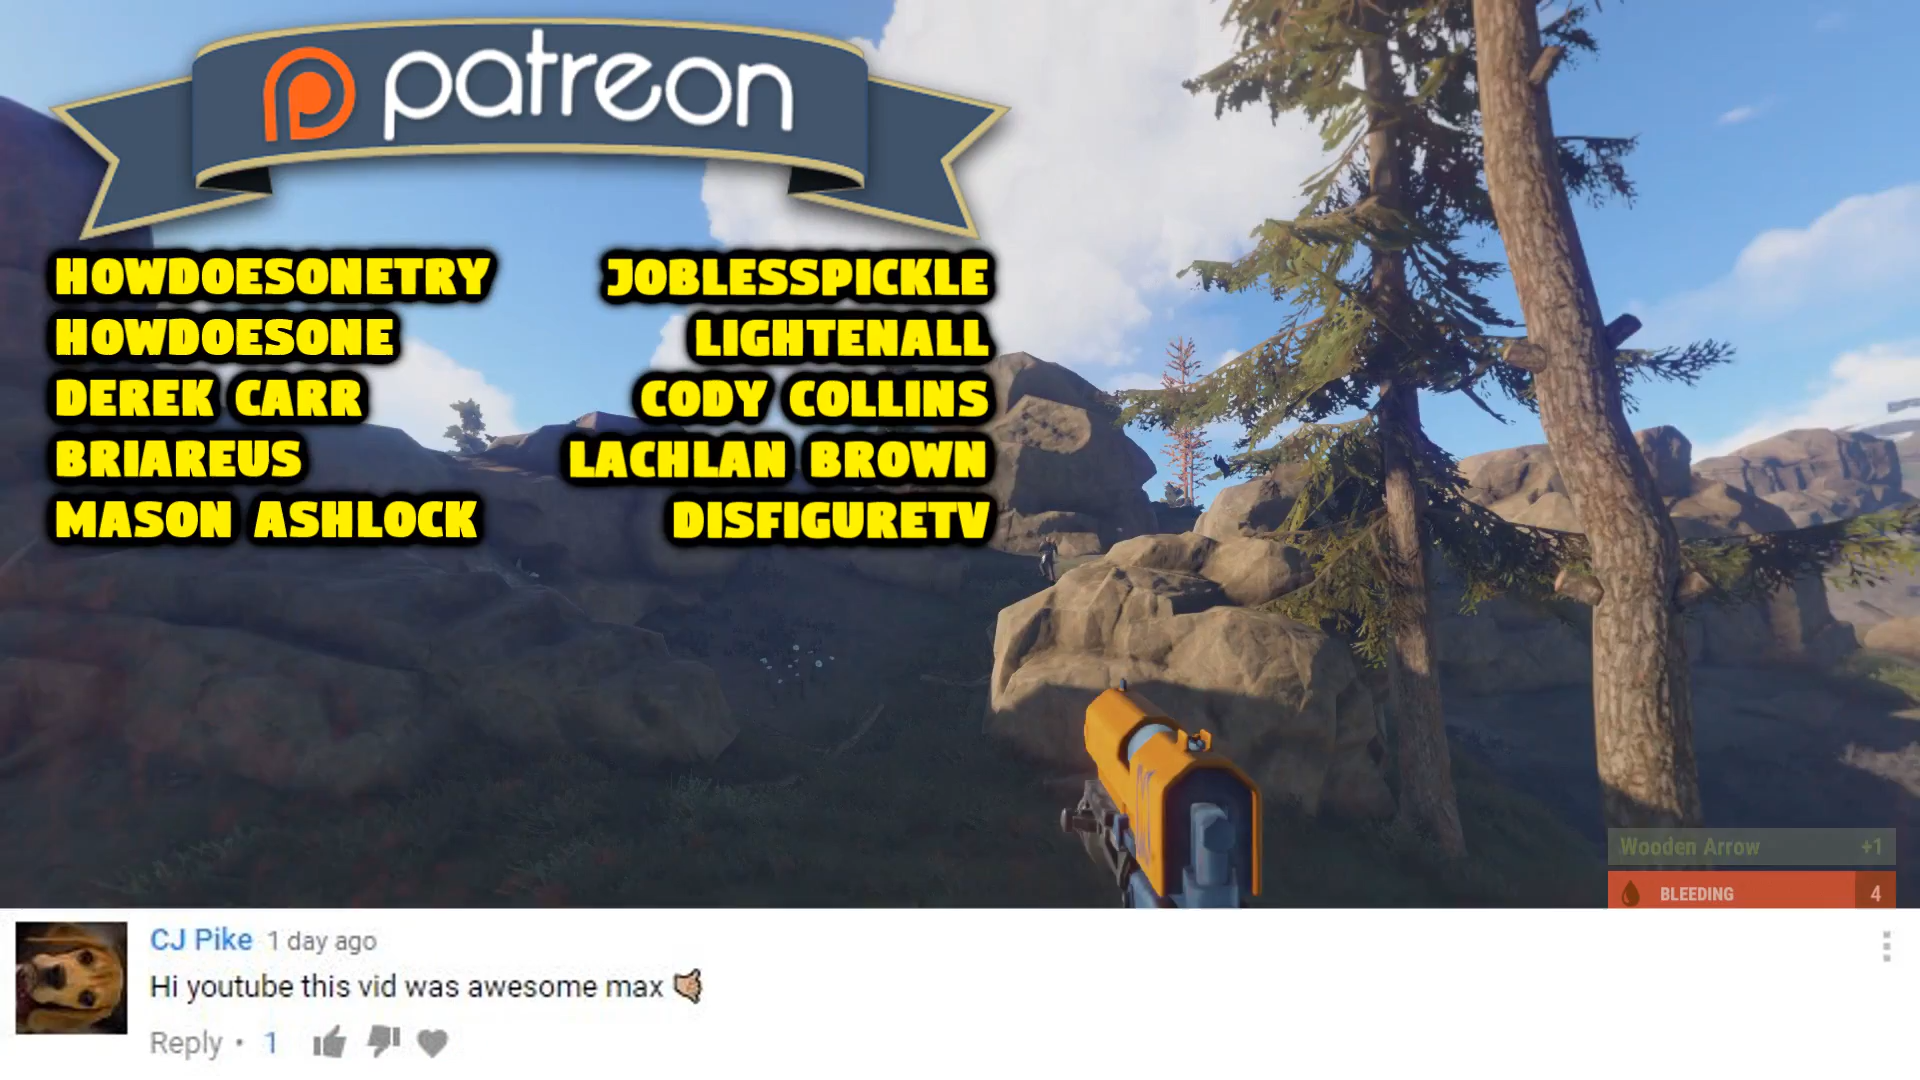 patreon
HOWDOESONETRY
HOWDOESONE
DEREK CARR
BRIAREUS
MASON ASHLOCK
JOBLESSPICKLE
LIGHTENALL
CODY COLLINS
LACHLAN BROWN
DISFIGURETV
Wooden Arrow +1
BLEEDING 4
CJ Pike 1 day ago
Hi youtube this vid was awesome max
Reply • 1